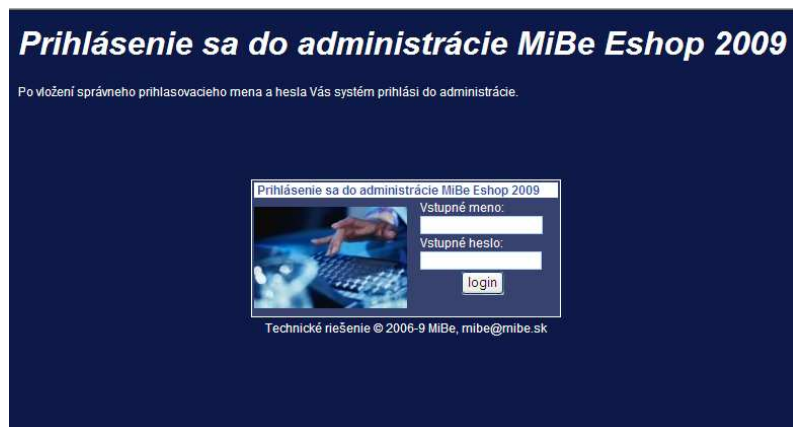 Prihlásenie sa do administrácie MiBe Eshop 2009
Po vložení správneho prihlasovacieho mena a hesla Vás systém prihlási do administrácie.
Prihlásenie sa do administrácie MiBe Eshop 2009
Vstupné meno:
Vstupné heslo:
login
Technické riešenie © 2006-9 MiBe, mibe@mibe.sk